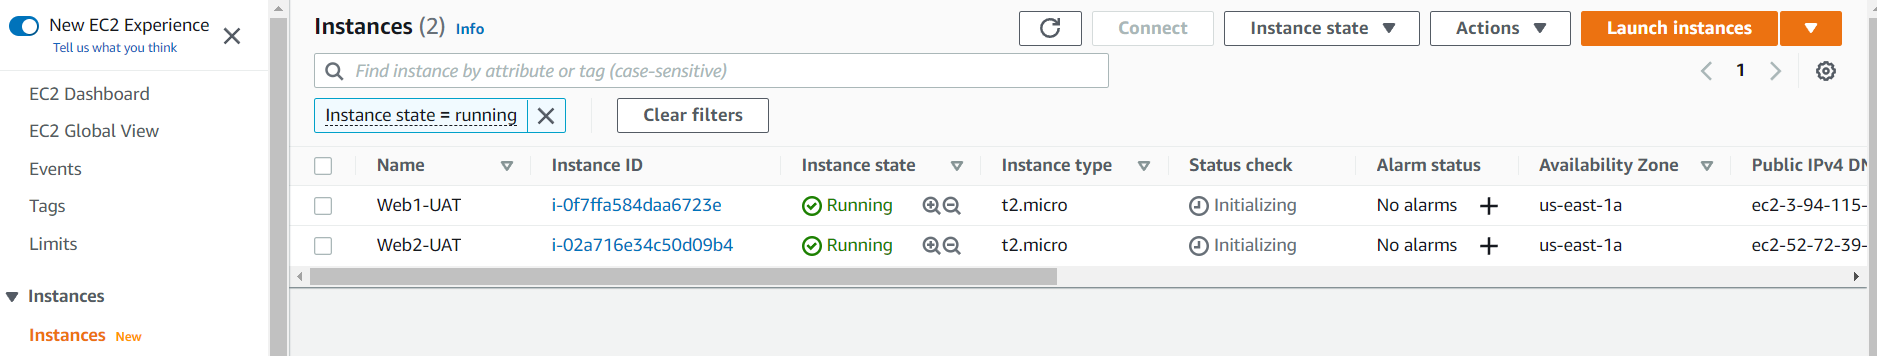 New EC2 Experience
Tell us what you think
EC2 Dashboard
EC2 Global View
Events
Tags
Limits
Instances
Instances New
Instances (2) Info
Connect Instance state Actions Launch instances
Find instance by attribute or tag (case-sensitive)
1
Instance state = running Clear filters
Name Instance ID Instance state Instance type Status check Alarm status Availability Zone Public IPv4 DN
Web1-UAT i-0f7ffa584daa6723e Running t2.micro Initializing No alarms us-east-1a ec2-3-94-115-
Web2-UAT i-02a716e34c50d09b4 Running t2.micro Initializing No alarms us-east-1a ec2-52-72-39-